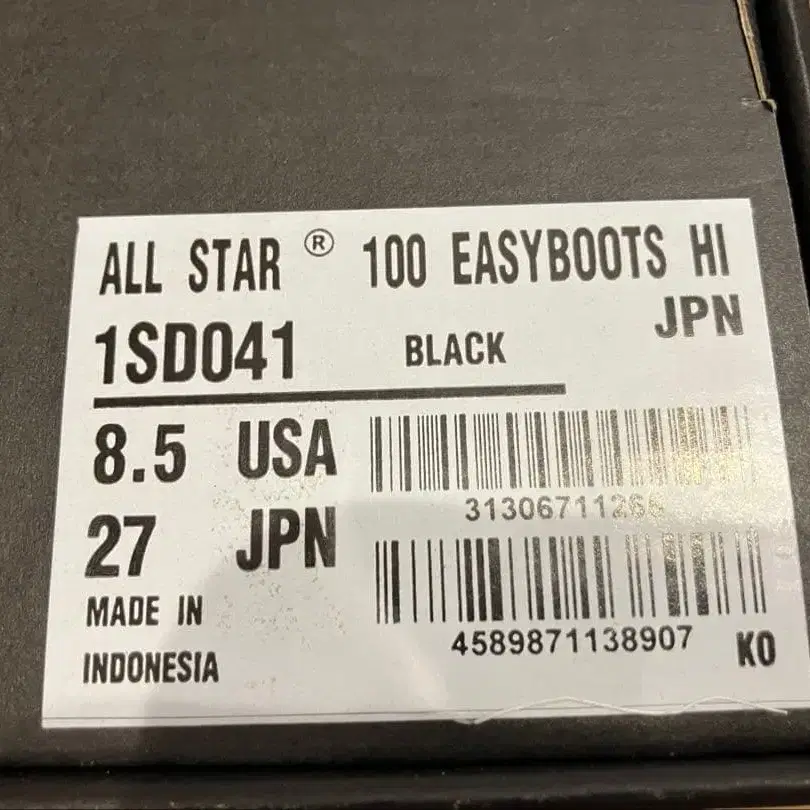 ALL STAR ® 100 EASYBOOTS HI
JPN
1SD041 BLACK
8.5 USA
27 JPN
MADE IN
INDONESIA
4589871138907
KO